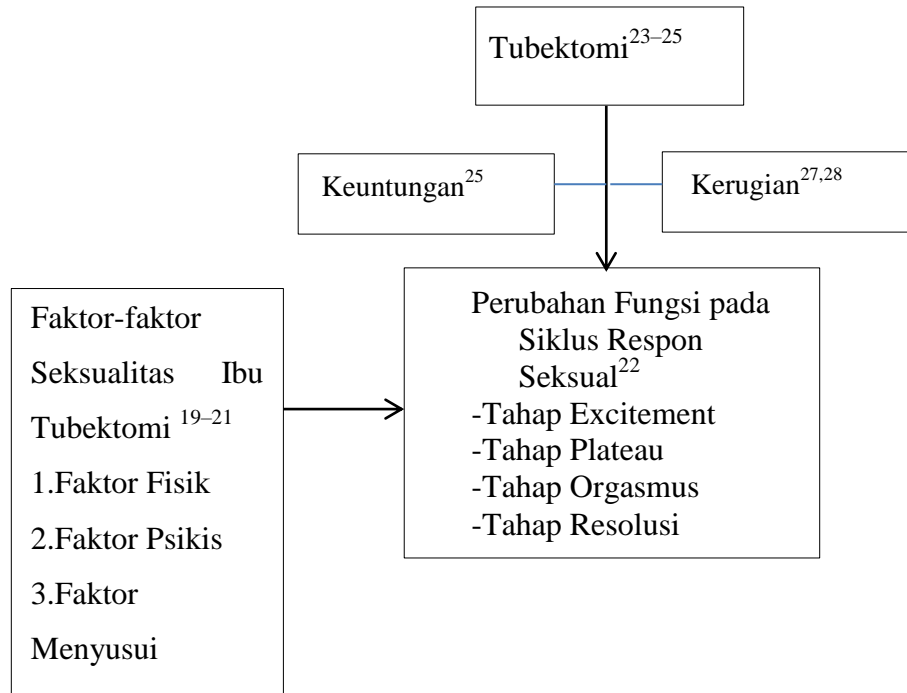 Tubektomi23–25
Keuntungan25
Kerugian27,28
Faktor-faktor
Seksualitas Ibu
Tubektomi 19–21
1.Faktor Fisik
2.Faktor Psikis
3.Faktor
Menyusui
Perubahan Fungsi pada
Siklus Respon
Seksual22
-Tahap Excitement
-Tahap Plateau
-Tahap Orgasmus
-Tahap Resolusi